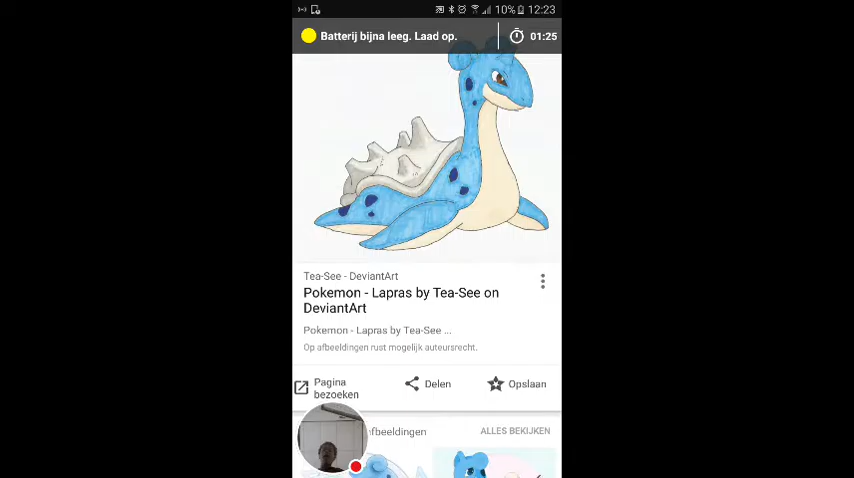 10% 12:23
Batterij bijna leeg. Laad op. 01:25
Tea-See - DeviantArt
Pokemon - Lapras by Tea-See on
DeviantArt
Pokemon - Lapras by Tea-See ...
Op afbeeldingen rust mogelijk auteursrecht.
Pagina
bezoeken
Delen
Opslaan
fbeeldingen
ALLES BEKIJKEN